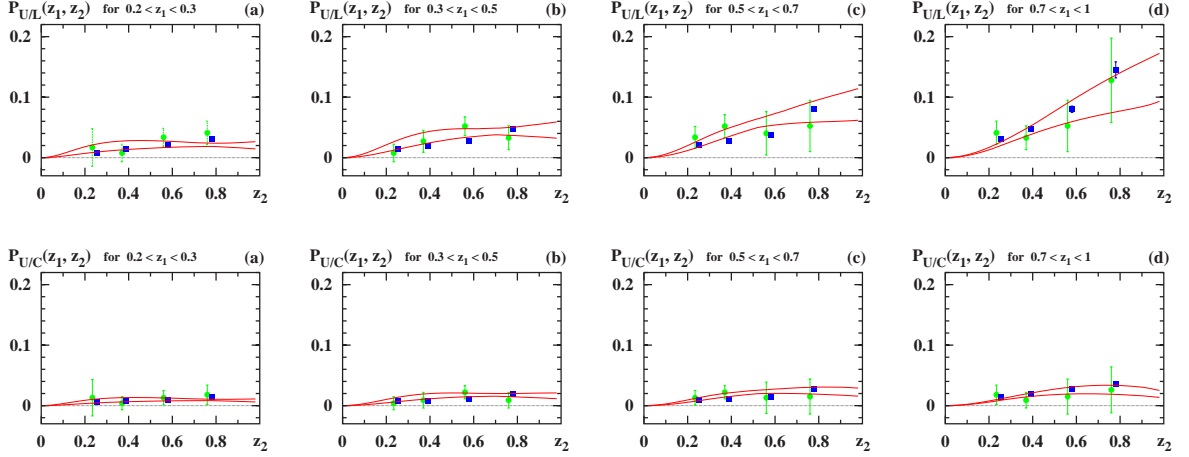 P_{U/L}(z_1, z_2) for 0.2 < z_1 < 0.3 (a)
0.2
0.1
0
0 0.2 0.4 0.6 0.8 z_2
P_{U/L}(z_1, z_2) for 0.3 < z_1 < 0.5 (b)
0 0.2 0.4 0.6 0.8 z_2
P_{U/L}(z_1, z_2) for 0.5 < z_1 < 0.7 (c)
0.2
0.1
0
0 0.2 0.4 0.6 0.8 z_2
P_{U/L}(z_1, z_2) for 0.7 < z_1 < 1 (d)
0.2
0.1
0
0 0.2 0.4 0.6 0.8 z_2
P_{U/C}(z_1, z_2) for 0.2 < z_1 < 0.3 (a)
0.2
0.1
0
0 0.2 0.4 0.6 0.8 z_2
P_{U/C}(z_1, z_2) for 0.3 < z_1 < 0.5 (b)
0.2
0.1
0
0 0.2 0.4 0.6 0.8 z_2
P_{U/C}(z_1, z_2) for 0.5 < z_1 < 0.7 (c)
0.2
0.1
0
0 0.2 0.4 0.6 0.8 z_2
P_{U/C}(z_1, z_2) for 0.7 < z_1 < 1 (d)
0.2
0.1
0
0 0.2 0.4 0.6 0.8 z_2